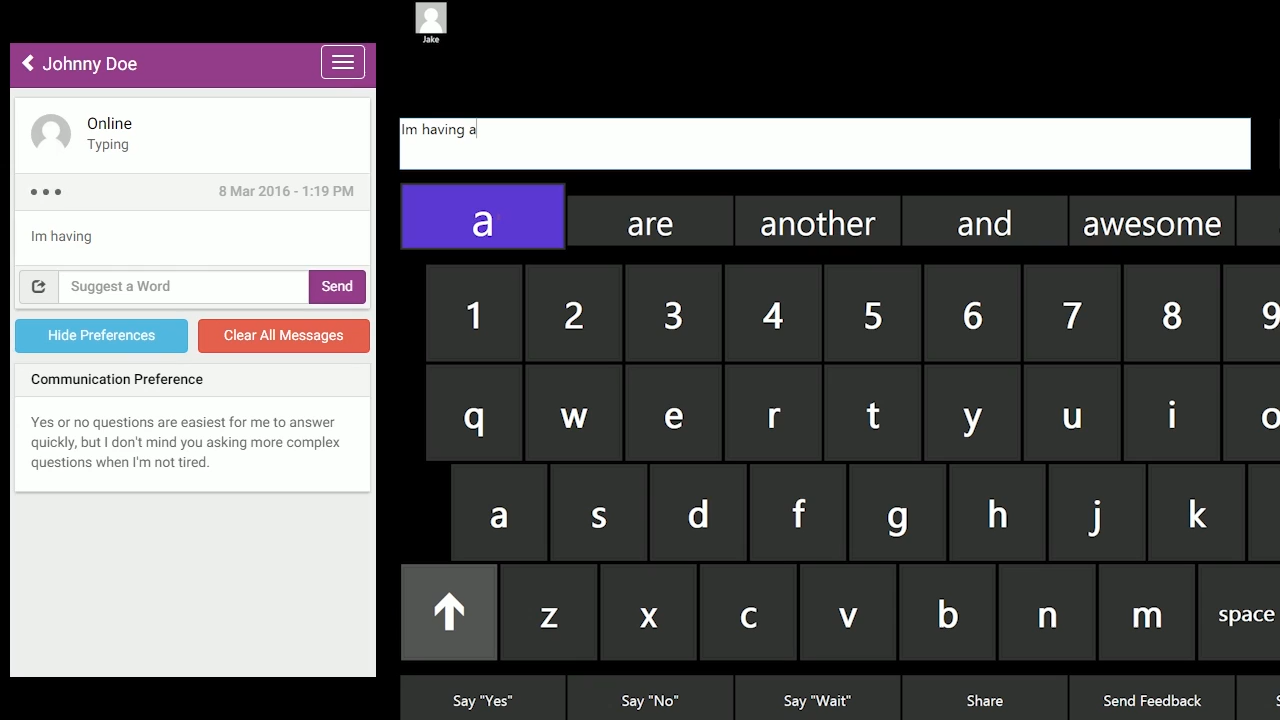 Johnny Doe
Online
Typing
8 Mar 2016 - 1:19 PM
Im having
Suggest a Word
Send
Hide Preferences
Clear All Messages
Communication Preference
Yes or no questions are easiest for me to answer
quickly, but I don't mind you asking more complex
questions when I'm not tired.
Jake
Im having a
a are another and awesome
1 2 3 4 5 6 7 8 9
q w e r t y u i o
a s d f g h j k
z x c v b n m space
Say "Yes" Say "No" Say "Wait" Share Send Feedback